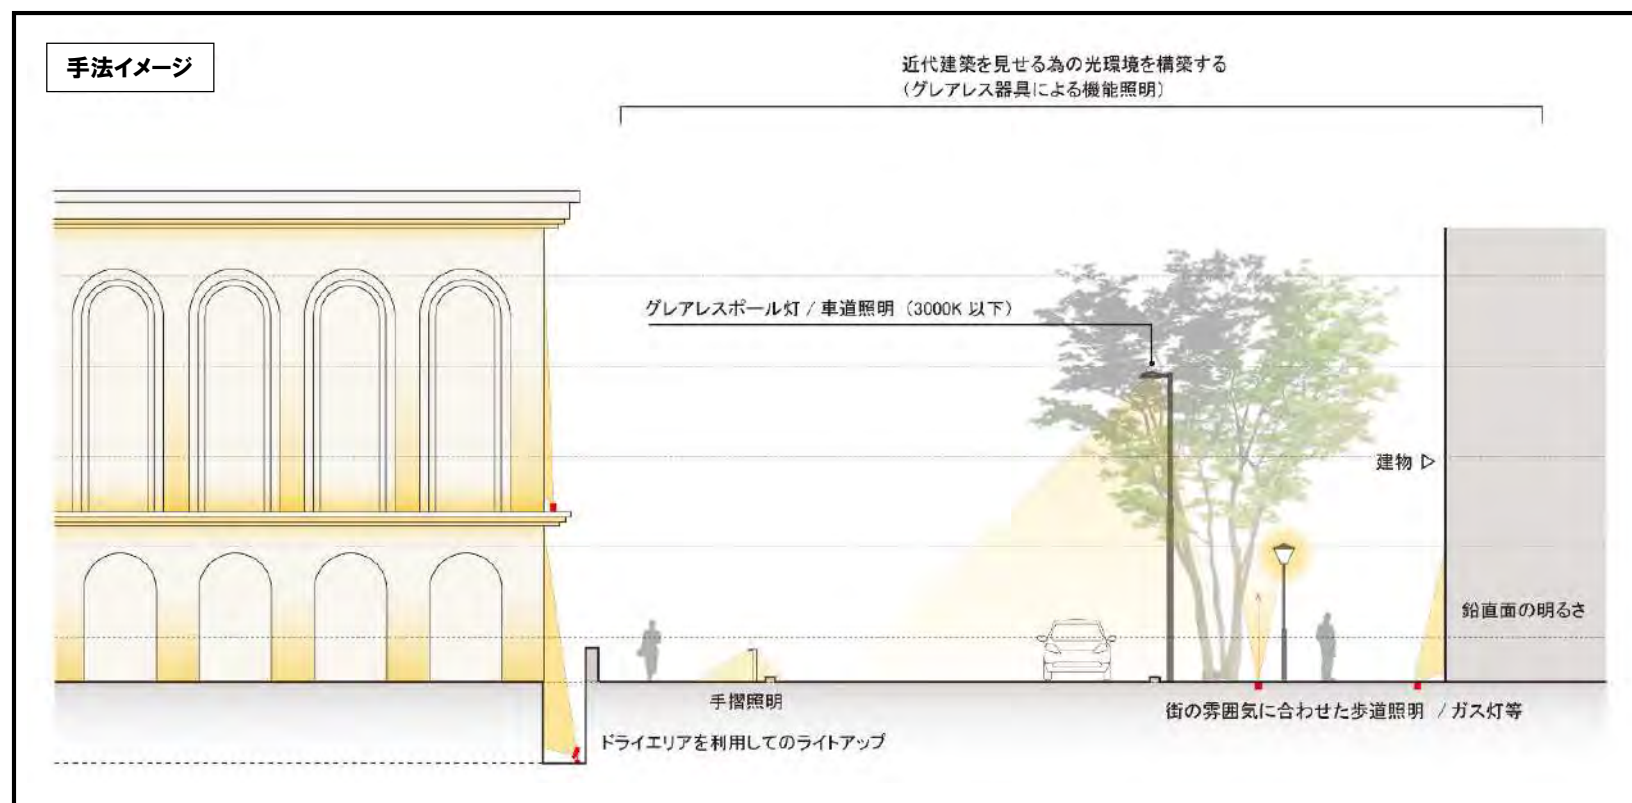 手法イメージ
近代建築を見せる為の光環境を構築する
（グレアレス器具による機能照明）
グレアレスポール灯 / 車道照明（3000K 以下）
建物 ▷
鉛直面の明るさ
手摺照明
街の雰囲気に合わせた歩道照明 / ガス灯等
ドライエリアを利用してのライトアップ